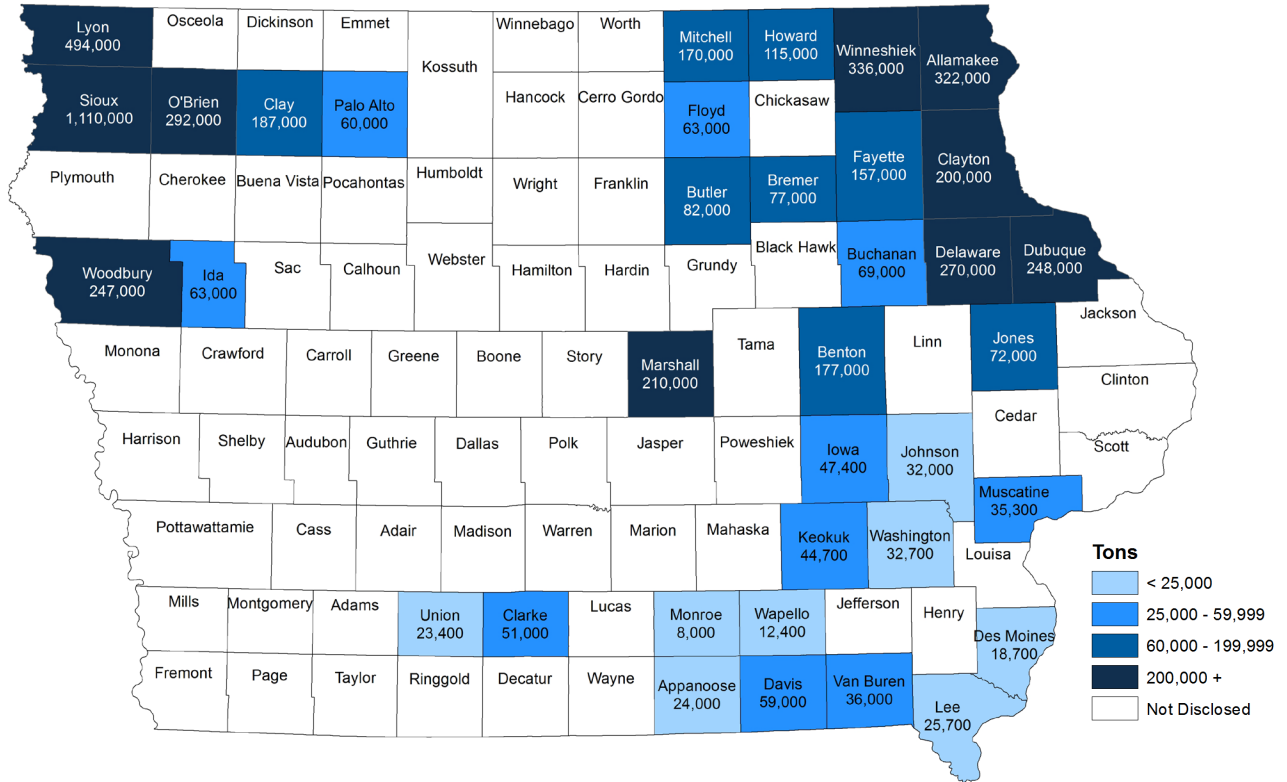 Lyon
494,000
Osceola
Dickinson
Emmet
Kossuth
Winnebago
Worth
Mitchell
170,000
Howard
115,000
Winneshiek
336,000
Allamakee
322,000
Sioux
1,110,000
O'Brien
292,000
Clay
187,000
Palo Alto
60,000
Hancock
Cerro Gordo
Floyd
63,000
Chickasaw
Fayette
157,000
Clayton
200,000
Plymouth
Cherokee
Buena Vista
Pocahontas
Humboldt
Wright
Franklin
Butler
82,000
Bremer
77,000
Woodbury
247,000
Ida
63,000
Sac
Calhoun
Webster
Hamilton
Hardin
Grundy
Black Hawk
Buchanan
69,000
Delaware
270,000
Dubuque
248,000
Monona
Crawford
Carroll
Greene
Boone
Story
Marshall
210,000
Tama
Benton
177,000
Linn
Jones
72,000
Jackson
Clinton
Harrison
Shelby
Audubon
Guthrie
Dallas
Polk
Jasper
Poweshiek
Iowa
47,400
Johnson
32,000
Cedar
Scott
Muscatine
35,300
Pottawattamie
Cass
Adair
Madison
Warren
Marion
Mahaska
Keokuk
44,700
Washington
32,700
Louisa
Mills
Montgomery
Adams
Union
23,400
Clarke
51,000
Lucas
Monroe
8,000
Wapello
12,400
Jefferson
Henry
Des Moines
18,700
Fremont
Page
Taylor
Ringgold
Decatur
Wayne
Appanoose
24,000
Davis
59,000
Van Buren
36,000
Lee
25,700
Tons
< 25,000
25,000 - 59,999
60,000 - 199,999
200,000 +
Not Disclosed